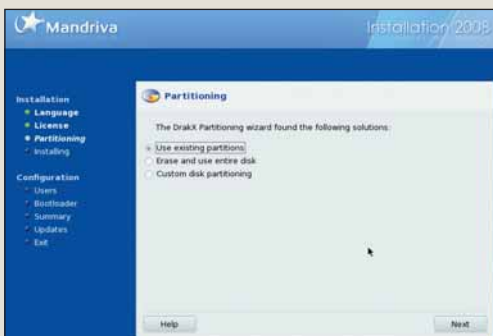 Mandriva
Installation 2008
Installation
Language
License
Partitioning
Installing
Configuration
Users
Bootloader
Summary
Updates
Exit
Partitioning
The DrakX Partitioning wizard found the following solutions:
Use existing partitions
Erase and use entire disk
Custom disk partitioning
Help
Next